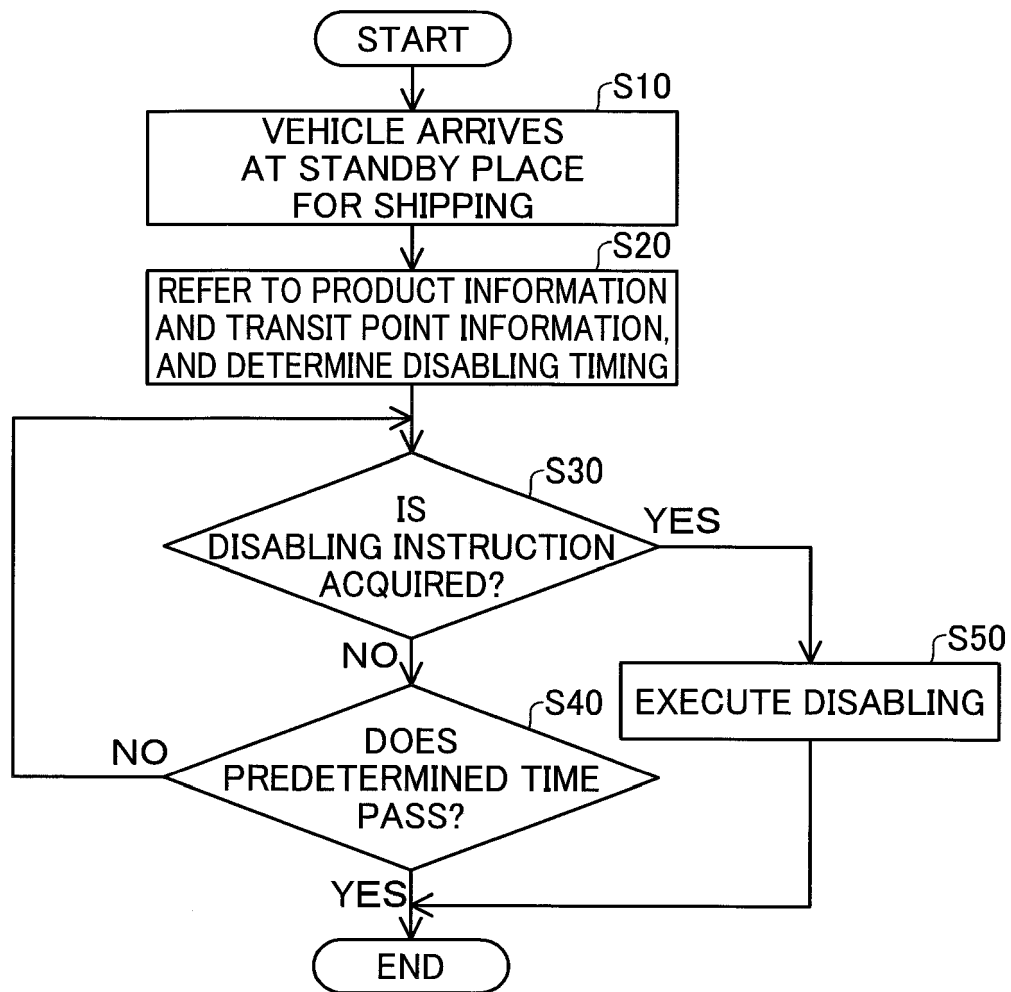 START
S10
VEHICLE ARRIVES
AT STANDBY PLACE
FOR SHIPPING
S20
REFER TO PRODUCT INFORMATION
AND TRANSIT POINT INFORMATION,
AND DETERMINE DISABLING TIMING
S30
IS
DISABLING INSTRUCTION
ACQUIRED?
YES
NO
S50
EXECUTE DISABLING
S40
DOES
PREDETERMINED TIME
PASS?
NO
YES
END